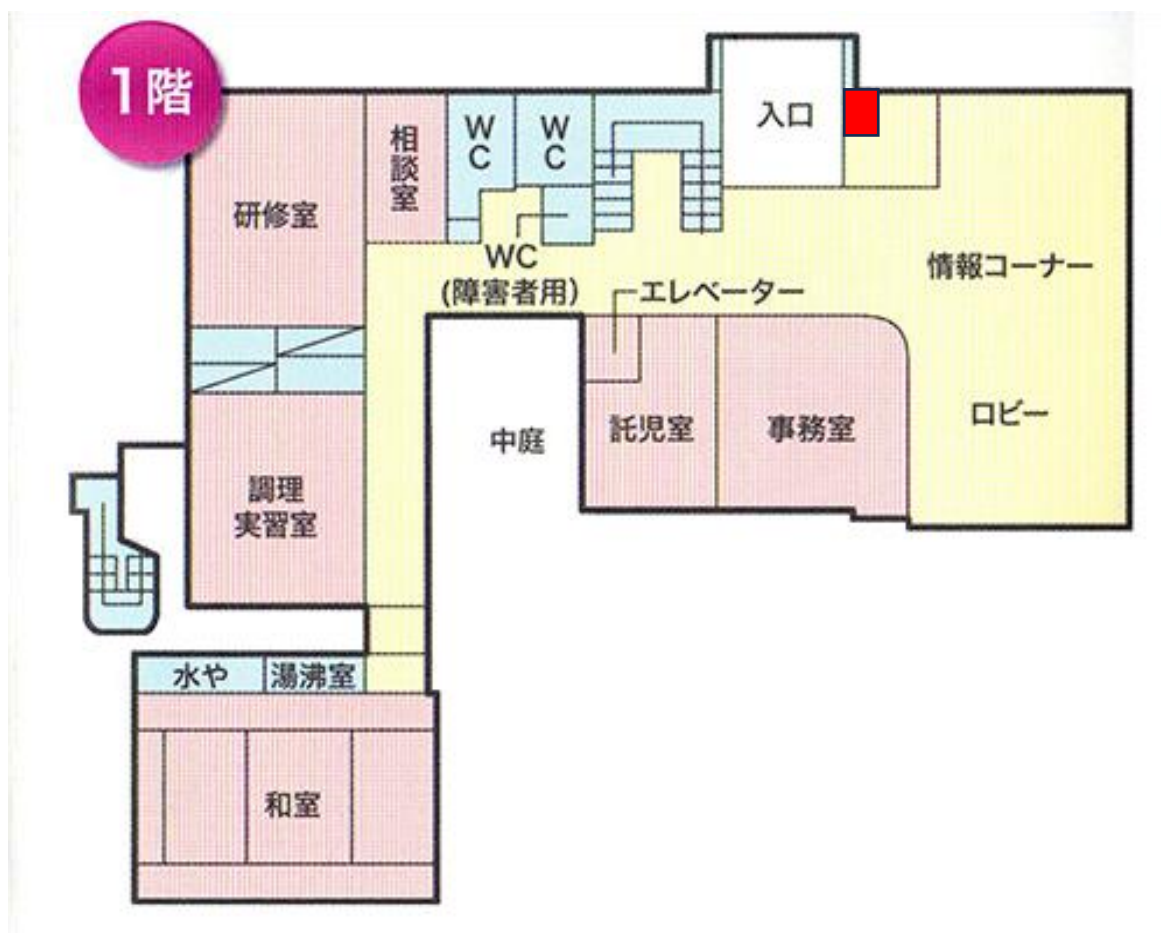 1階
入口
研修室
相談室
WC
WC
WC
(障害者用)
エレベーター
情報コーナー
中庭
託児室
事務室
ロビー
調理
実習室
水や
湯沸室
和室